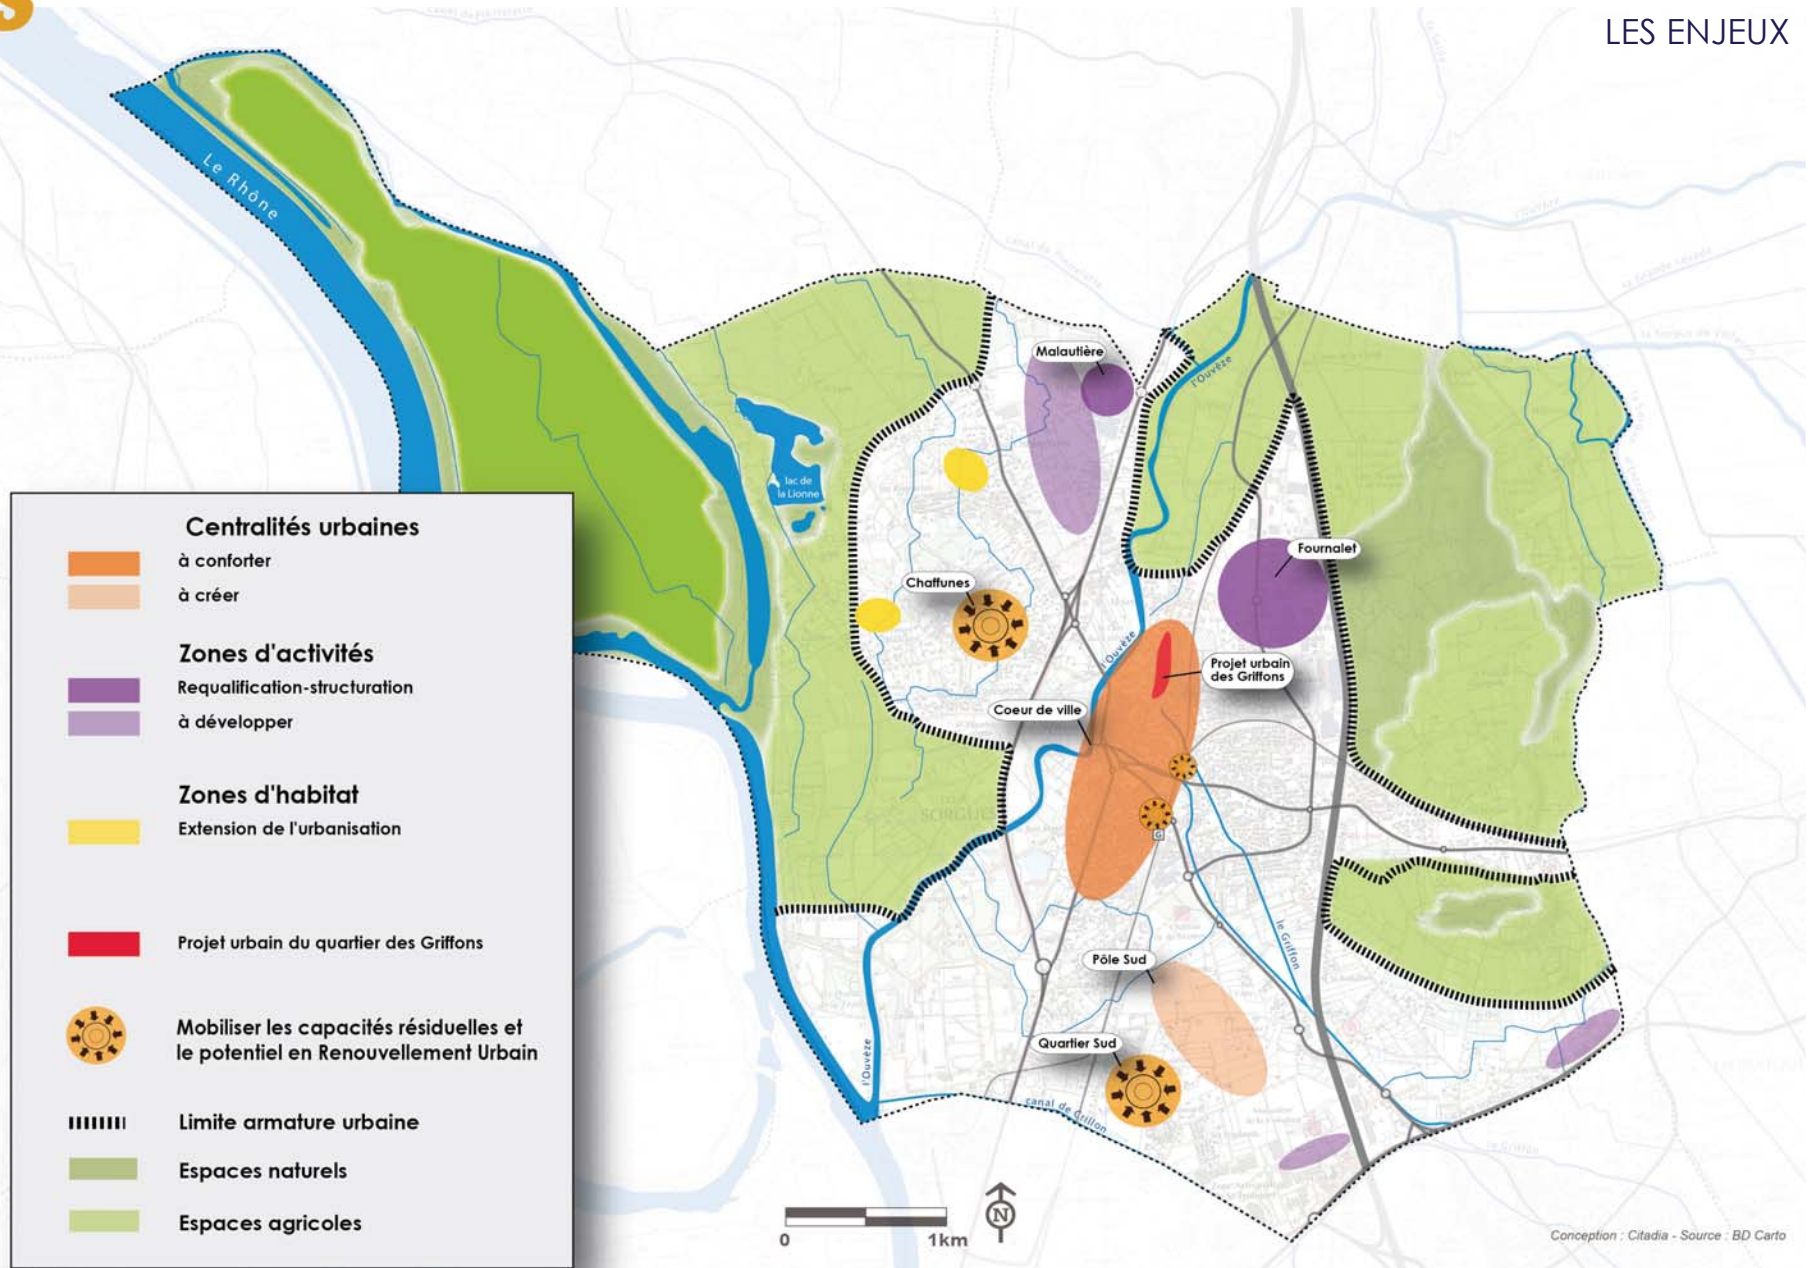 S
LES ENJEUX
Le Rhône
lac de
la Lionne
Malautière
l'Ouvèze
Fournalet
Chaffunes
l'Ouvèze
Projet urbain
des Griffons
Coeur de ville
SORGUES
G
le Griffon
Pôle Sud
Quartier Sud
l'Ouvèze
canal de Crillon
le Griffon
l'Ouvèze
Centralités urbaines
à conforter
à créer
Zones d'activités
Requalification-structuration
à développer
Zones d'habitat
Extension de l'urbanisation
Projet urbain du quartier des Griffons
Mobiliser les capacités résiduelles et
le potentiel en Renouvellement Urbain
Limite armature urbaine
Espaces naturels
Espaces agricoles
0
1km
N
Conception : Citadia - Source : BD Carto